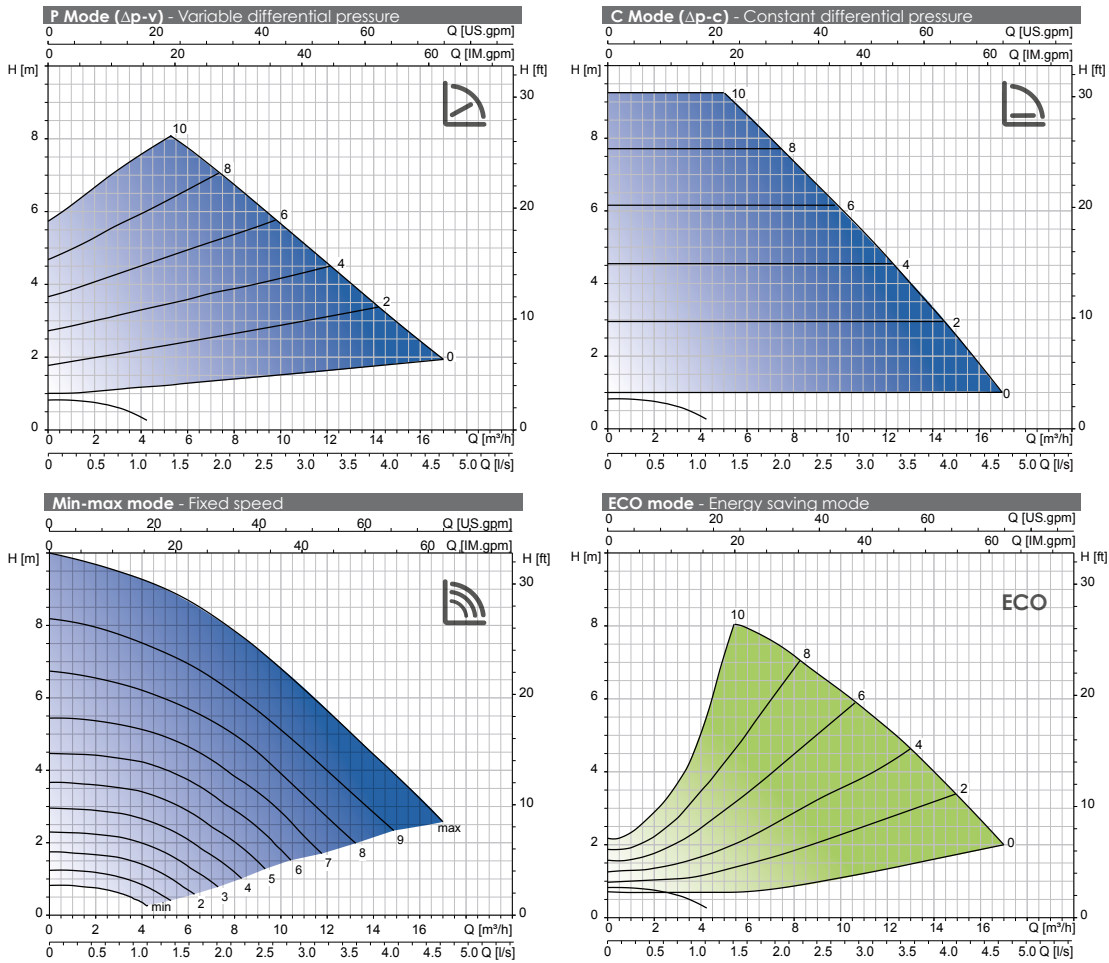 P Mode (Δp-v) - Variable differential pressure
0 20 40 60 Q [US.gpm]
0 20 40 60 Q [IM.gpm]
H [m] H [ft]
30
8
6 20
4
10
2
0 0
10
8
6
4
2
0
0 2 4 6 8 10 12 14 16 Q [m³/h]
0 0.5 1.0 1.5 2.0 2.5 3.0 3.5 4.0 4.5 5.0 Q [l/s]
C Mode (Δp-c) - Constant differential pressure
0 20 40 60 Q [US.gpm]
0 20 40 60 Q [IM.gpm]
H [m] H [ft]
30
8
6 20
4
10
2
0 0
10
8
6
4
2
0
0 2 4 6 8 10 12 14 16 Q [m³/h]
0 0.5 1.0 1.5 2.0 2.5 3.0 3.5 4.0 4.5 5.0 Q [l/s]
Min-max mode - Fixed speed
0 20 40 60 Q [US.gpm]
0 20 40 60 Q [IM.gpm]
H [m] H [ft]
30
8
6 20
4
10
2
0 0
max
9
8
7
6
5
4
3
2
min
0 2 4 6 8 10 12 14 16 Q [m³/h]
0 0.5 1.0 1.5 2.0 2.5 3.0 3.5 4.0 4.5 5.0 Q [l/s]
ECO mode - Energy saving mode
0 20 40 60 Q [US.gpm]
0 20 40 60 Q [IM.gpm]
H [m] H [ft]
30
ECO
8
6 20
4
10
2
0 0
10
8
6
4
2
0
0 2 4 6 8 10 12 14 16 Q [m³/h]
0 0.5 1.0 1.5 2.0 2.5 3.0 3.5 4.0 4.5 5.0 Q [l/s]